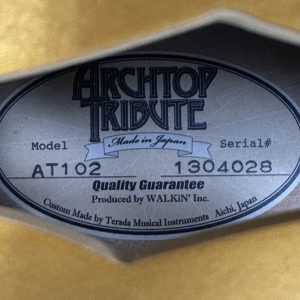 ARCHTOP
TRIBUTE
Made in Japan
Model Serial#
AT102 1304028
Quality Guarantee
Produced by WALKiN' Inc.
Custom Made by Terada Musical Instruments Aichi, Japan